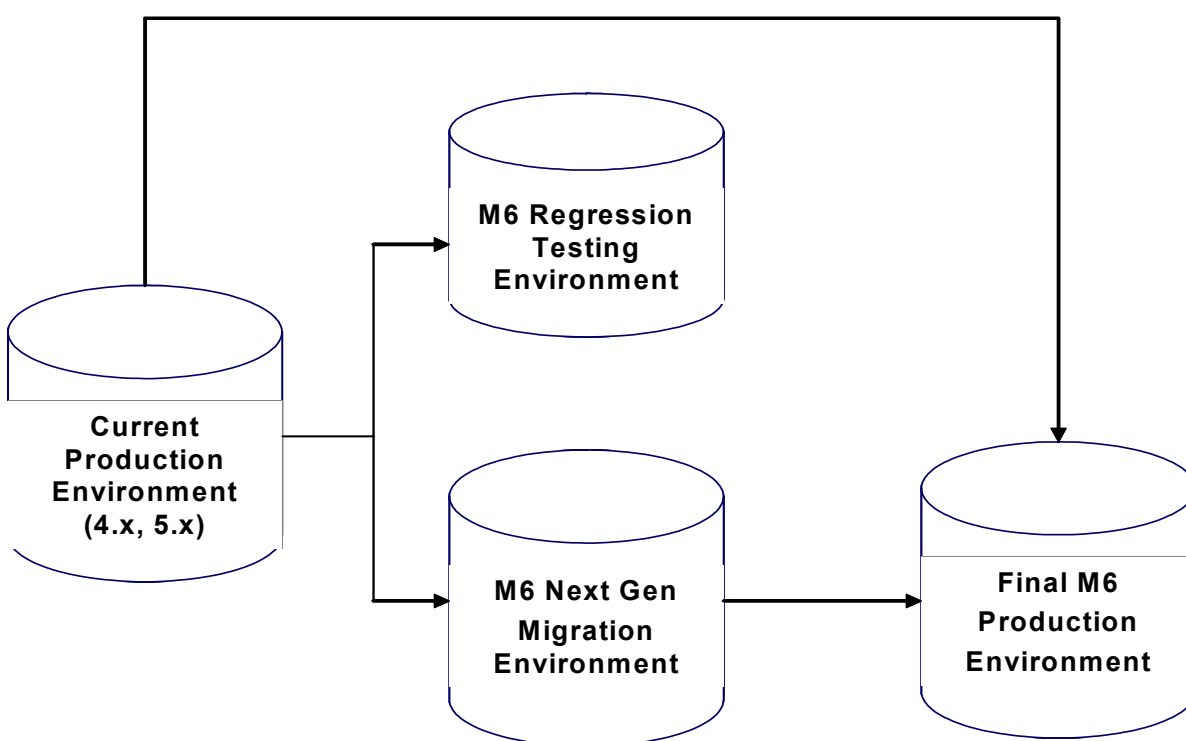 M6 Regression
Testing
Environment
Current
Production
Environment
(4.x, 5.x)
M6 Next Gen
Migration
Environment
Final M6
Production
Environment